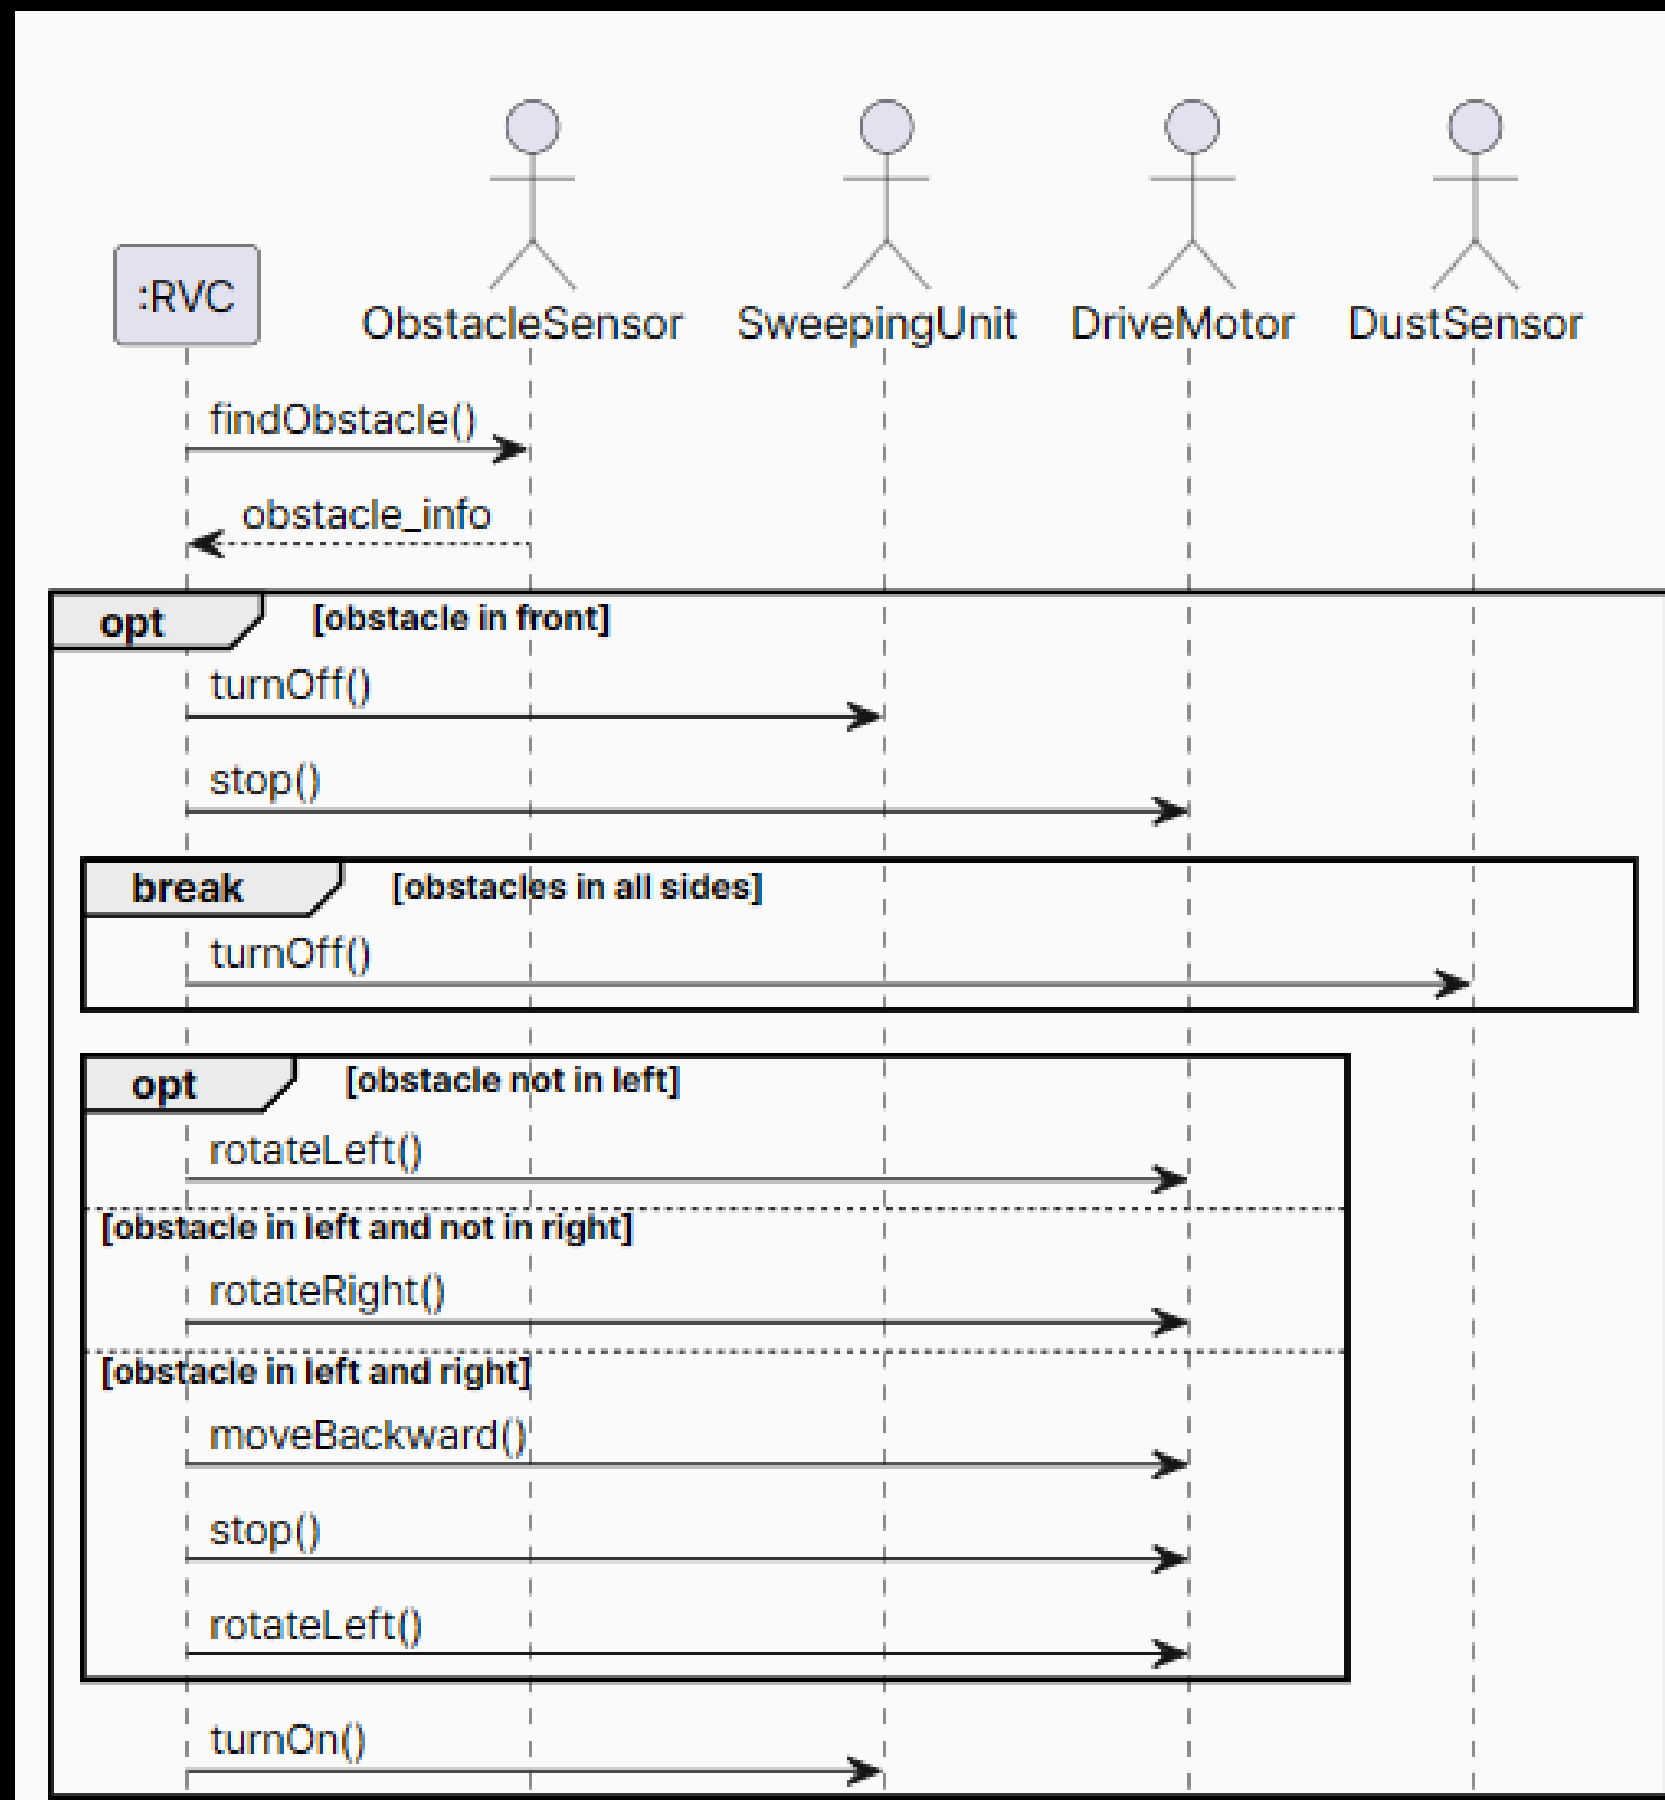 :RVC
ObstacleSensor
SweepingUnit
DriveMotor
DustSensor
findObstacle()
obstacle_info
opt [obstacle in front]
turnOff()
stop()
break [obstacles in all sides]
turnOff()
opt [obstacle not in left]
rotateLeft()
[obstacle in left and not in right]
rotateRight()
[obstacle in left and right]
moveBackward()
stop()
rotateLeft()
turnOn()